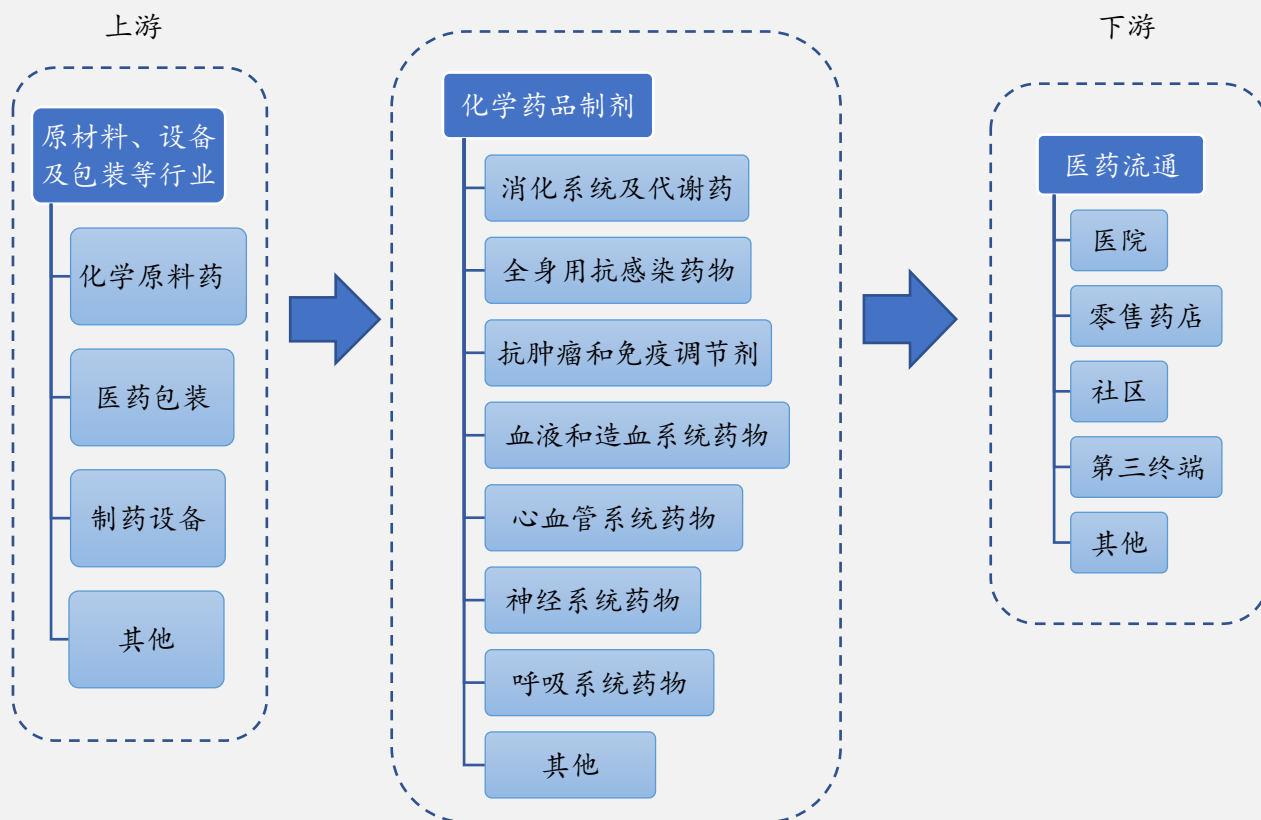 上游
原材料、设备
及包装等行业
化学原料药
医药包装
制药设备
其他
化学药品制剂
消化系统及代谢药
全身用抗感染药物
抗肿瘤和免疫调节剂
血液和造血系统药物
心血管系统药物
神经系统药物
呼吸系统药物
其他
下游
医药流通
医院
零售药店
社区
第三终端
其他